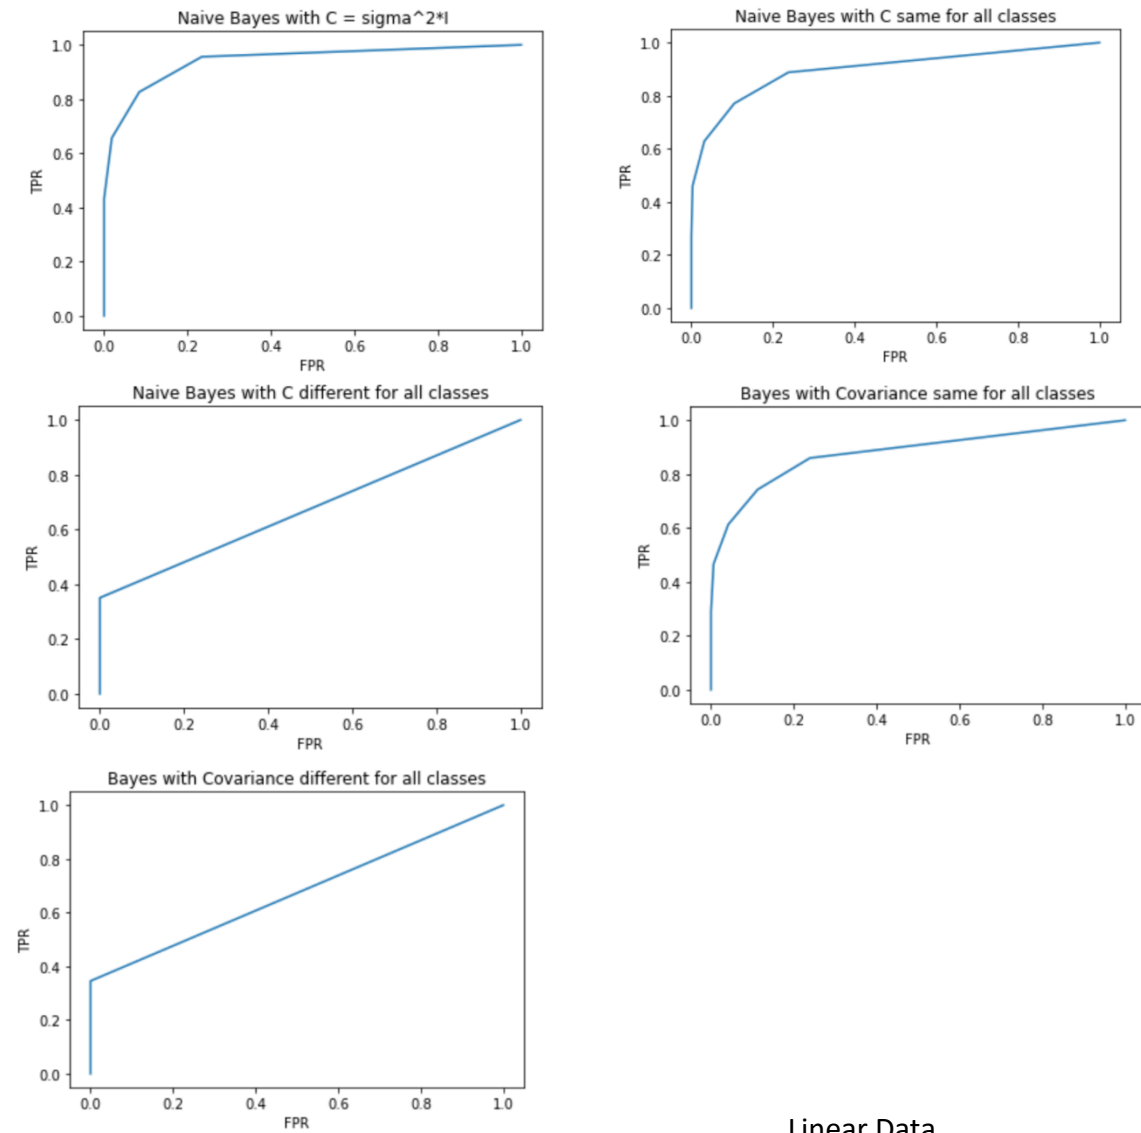 Naive Bayes with C = sigma^2*I
1.0
0.8
0.6
0.4
0.2
0.0
TPR
0.0 0.2 0.4 0.6 0.8 1.0
FPR
Naive Bayes with C same for all classes
1.0
0.8
0.6
0.4
0.2
0.0
TPR
0.0 0.2 0.4 0.6 0.8 1.0
FPR
Naive Bayes with C different for all classes
1.0
0.8
0.6
0.4
0.2
0.0
TPR
0.0 0.2 0.4 0.6 0.8 1.0
FPR
Bayes with Covariance same for all classes
1.0
0.8
0.6
0.4
0.2
0.0
TPR
0.0 0.2 0.4 0.6 0.8 1.0
FPR
Bayes with Covariance different for all classes
1.0
0.8
0.6
0.4
0.2
0.0
TPR
0.0 0.2 0.4 0.6 0.8 1.0
FPR
Linear Data